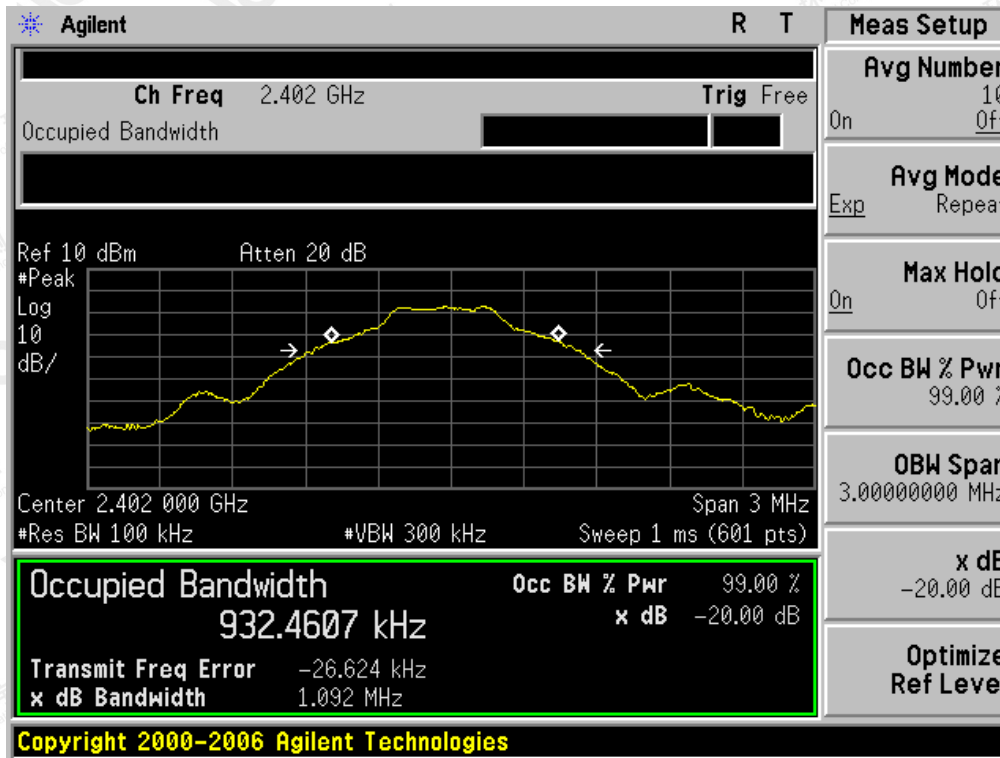 Agilent R T
Ch Freq 2.402 GHz Trig Free
Occupied Bandwidth
Ref 10 dBm Atten 20 dB
#Peak
Log
10
dB/
Center 2.402 000 GHz Span 3 MHz
#Res BW 100 kHz #VBW 300 kHz Sweep 1 ms (601 pts)
Occupied Bandwidth
932.4607 kHz
Occ BW % Pwr 99.00 %
x dB -20.00 dB
Transmit Freq Error -26.624 kHz
x dB Bandwidth 1.092 MHz
Copyright 2000-2006 Agilent Technologies
Meas Setup
Avg Number
10
On Of
Avg Mode
Exp Repea
Max Hold
On Of
Occ BW % Pwr
99.00 %
OBW Span
3.00000000 MHz
x dB
-20.00 dB
Optimize
Ref Leve